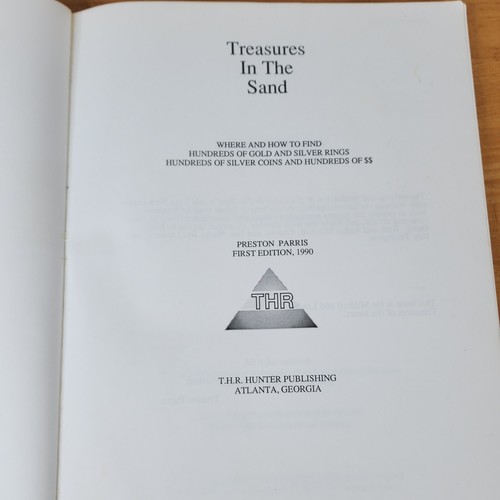 Treasures
In The
Sand
WHERE AND HOW TO FIND
HUNDREDS OF GOLD AND SILVER RINGS
HUNDREDS OF SILVER COINS AND HUNDREDS OF $$
PRESTON PARRIS
FIRST EDITION, 1990
THR
T.H.R. HUNTER PUBLISHING
ATLANTA, GEORGIA